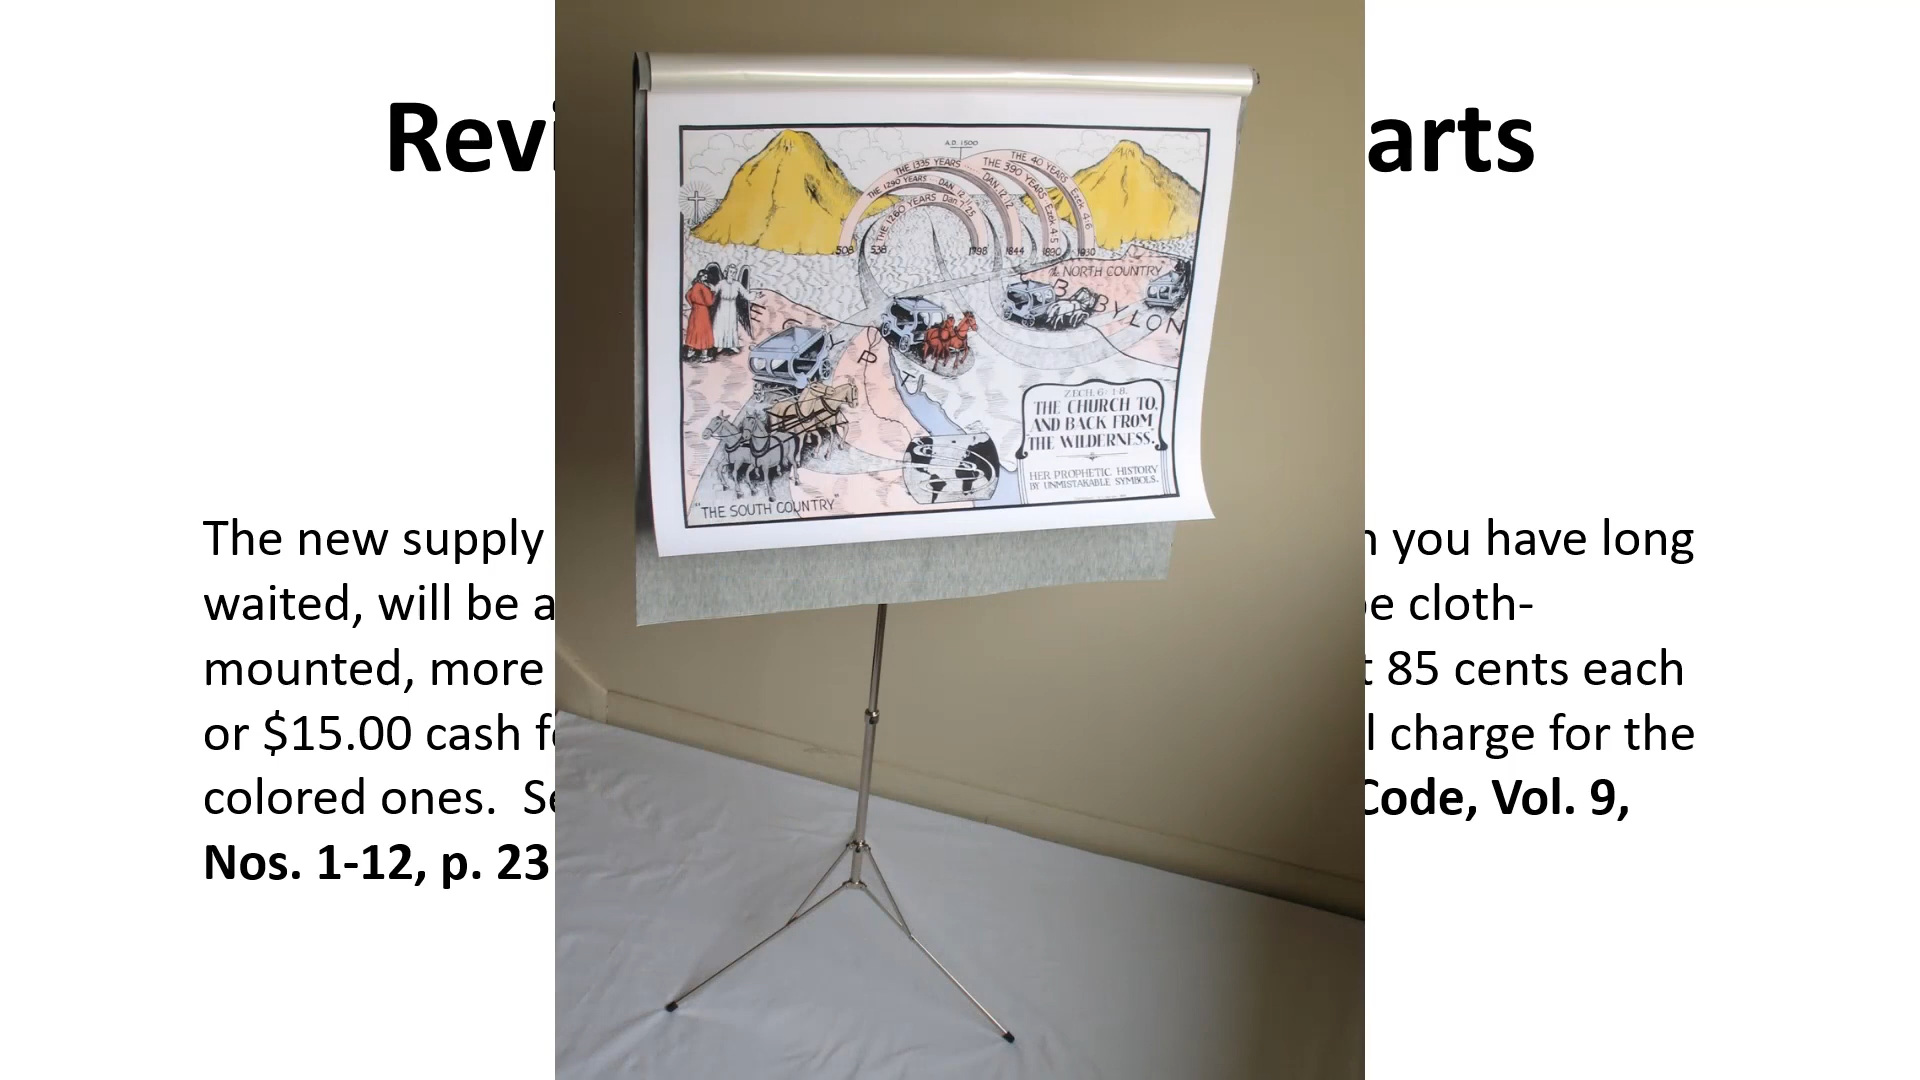 Revi arts
A.D. 1500
THE 1335 YEARS DAN. 12:12
THE 40 YEARS Ezek 4:6
THE 390 YEARS Ezek 4:5
THE 1290 YEARS DAN. 12:11
THE 1260 YEARS Dan 7:25
508 538 1798 1844 1890 1930
The NORTH COUNTRY
BABYLON
EGYPT
ZECH. 6: 1-8.
THE CHURCH TO,
AND BACK FROM
THE WILDERNESS.
HER PROPHETIC HISTORY
BY UNMISTAKABLE SYMBOLS.
"THE SOUTH COUNTRY"
The new supply you have long
waited, will be a cloth-
mounted, more 85 cents each
or $15.00 cash charge for the
colored ones. Code, Vol. 9,
Nos. 1-12, p. 23